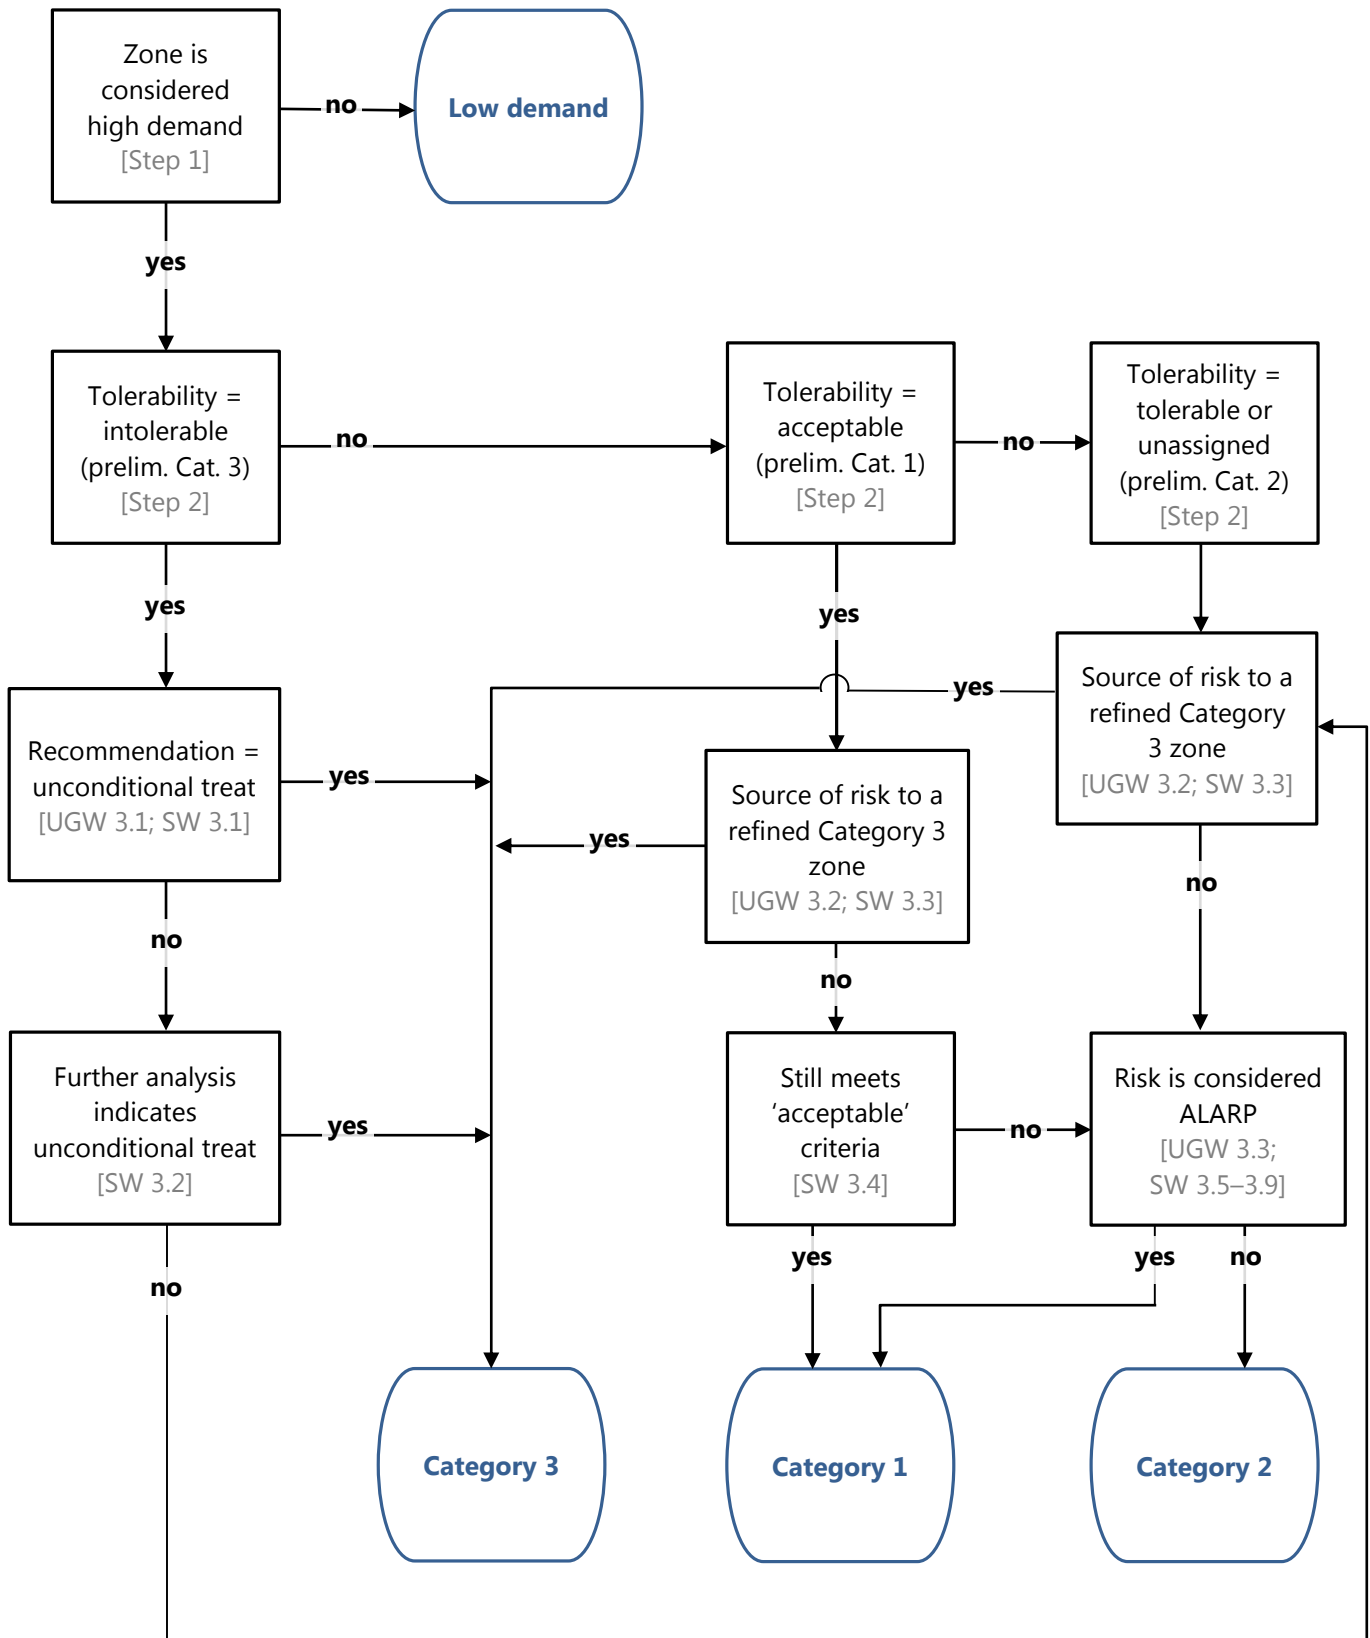 Zone is
considered
high demand
[Step 1]
no
Low demand
yes
Tolerability =
intolerable
(prelim. Cat. 3)
[Step 2]
no
Tolerability =
acceptable
(prelim. Cat. 1)
[Step 2]
no
Tolerability =
tolerable or
unassigned
(prelim. Cat. 2)
[Step 2]
yes
yes
Source of risk to a
refined Category
3 zone
[UGW 3.2; SW 3.3]
yes
Recommendation =
unconditional treat
[UGW 3.1; SW 3.1]
yes
Source of risk to a
refined Category 3
zone
[UGW 3.2; SW 3.3]
yes
no
no
no
Further analysis
indicates
unconditional treat
[SW 3.2]
yes
Still meets
‘acceptable’
criteria
[SW 3.4]
no
Risk is considered
ALARP
[UGW 3.3;
SW 3.5–3.9]
no
yes
yes
no
Category 3
Category 1
Category 2